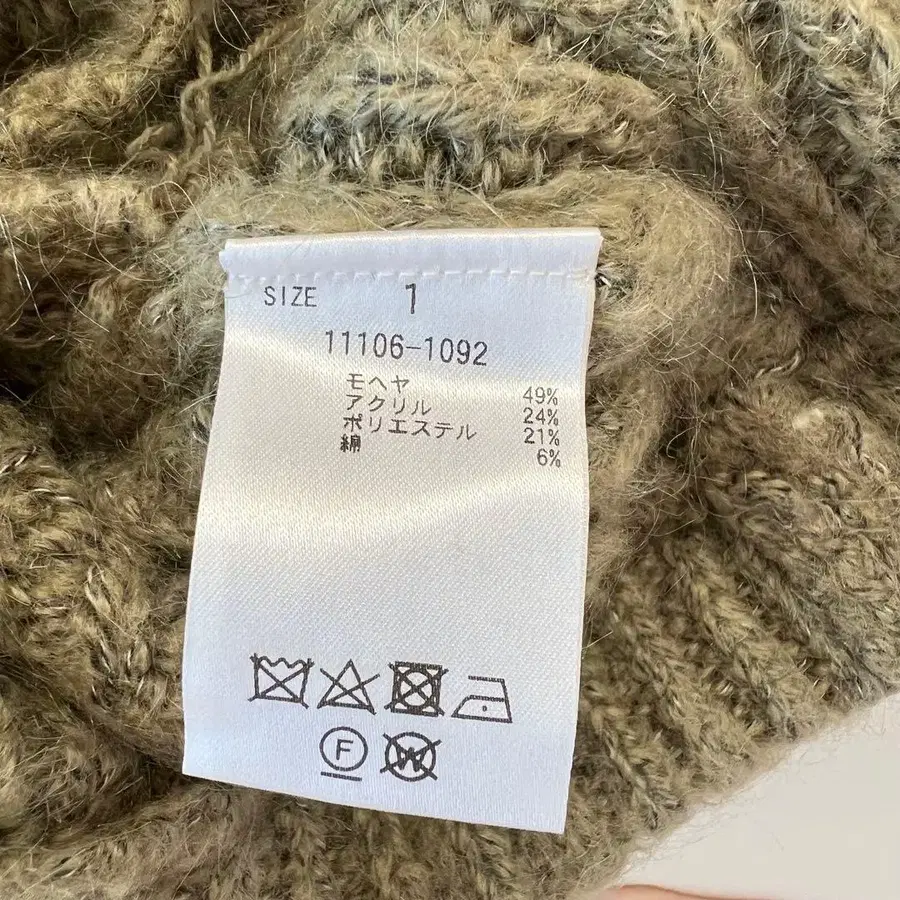 SIZE 1
11106-1092
モヘヤ 49%
アクリル 24%
ポリエステル 21%
綿 6%
F W